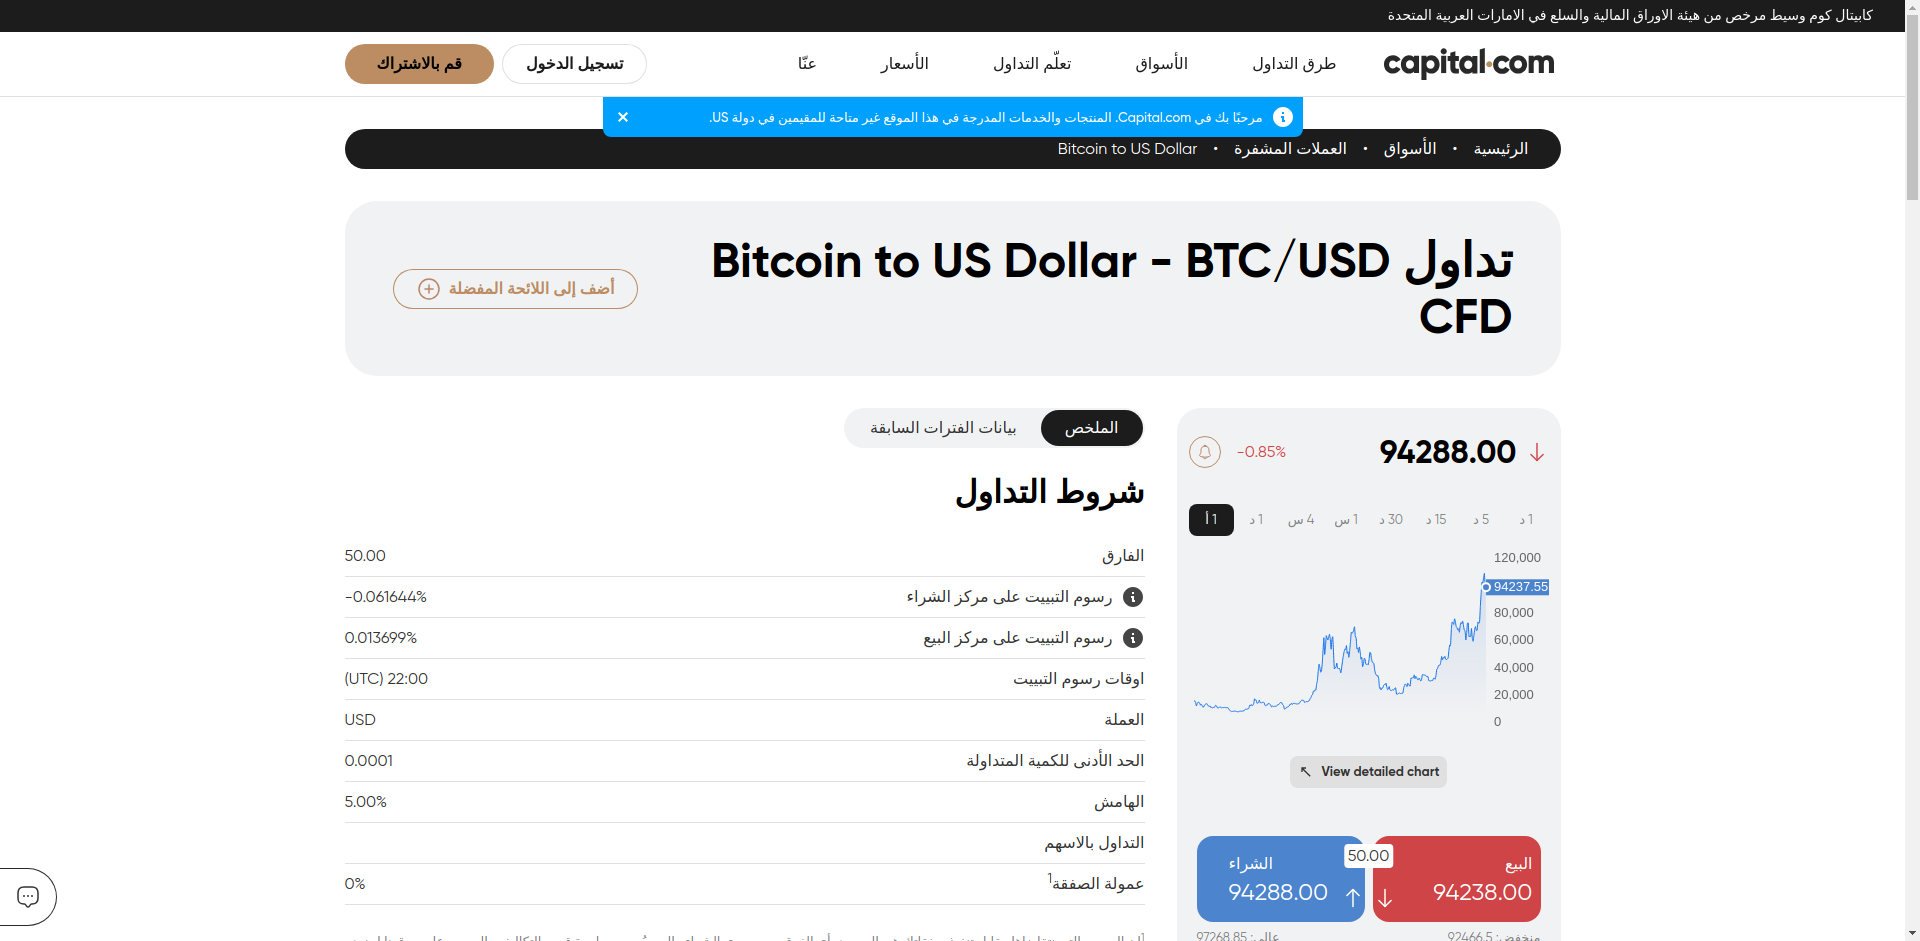 كابيتال كوم وسيط مرخص من هيئة الاوراق المالية والسلع في الامارات العربية المتحدة
capital.com
طرق التداول
الأسواق
تعلّم التداول
الأسعار
عنّا
تسجيل الدخول
قم بالاشتراك
مرحبًا بك في Capital.com. المنتجات والخدمات المدرجة في هذا الموقع غير متاحة للمقيمين في دولة US.
الرئيسية • الأسواق • العملات المشفرة • Bitcoin to US Dollar
تداول Bitcoin to US Dollar - BTC/USD
CFD
أضف إلى اللائحة المفضلة
94288.00
-0.85%
1 د
5 د
15 د
30 د
1 س
4 س
1 د
1 أ
120,000
94237.55
80,000
60,000
40,000
20,000
0
View detailed chart
البيع
94238.00
50.00
الشراء
94288.00
منخفض: 92466.5
عالي: 97268.85
الملخص
بيانات الفترات السابقة
شروط التداول
الفارق 50.00
رسوم التبييت على مركز الشراء -0.061644%
رسوم التبييت على مركز البيع 0.013699%
اوقات رسوم التبييت 22:00 (UTC)
العملة USD
الحد الأدنى للكمية المتداولة 0.0001
الهامش 5.00%
التداول بالاسهم
عمولة الصفقة1 0%